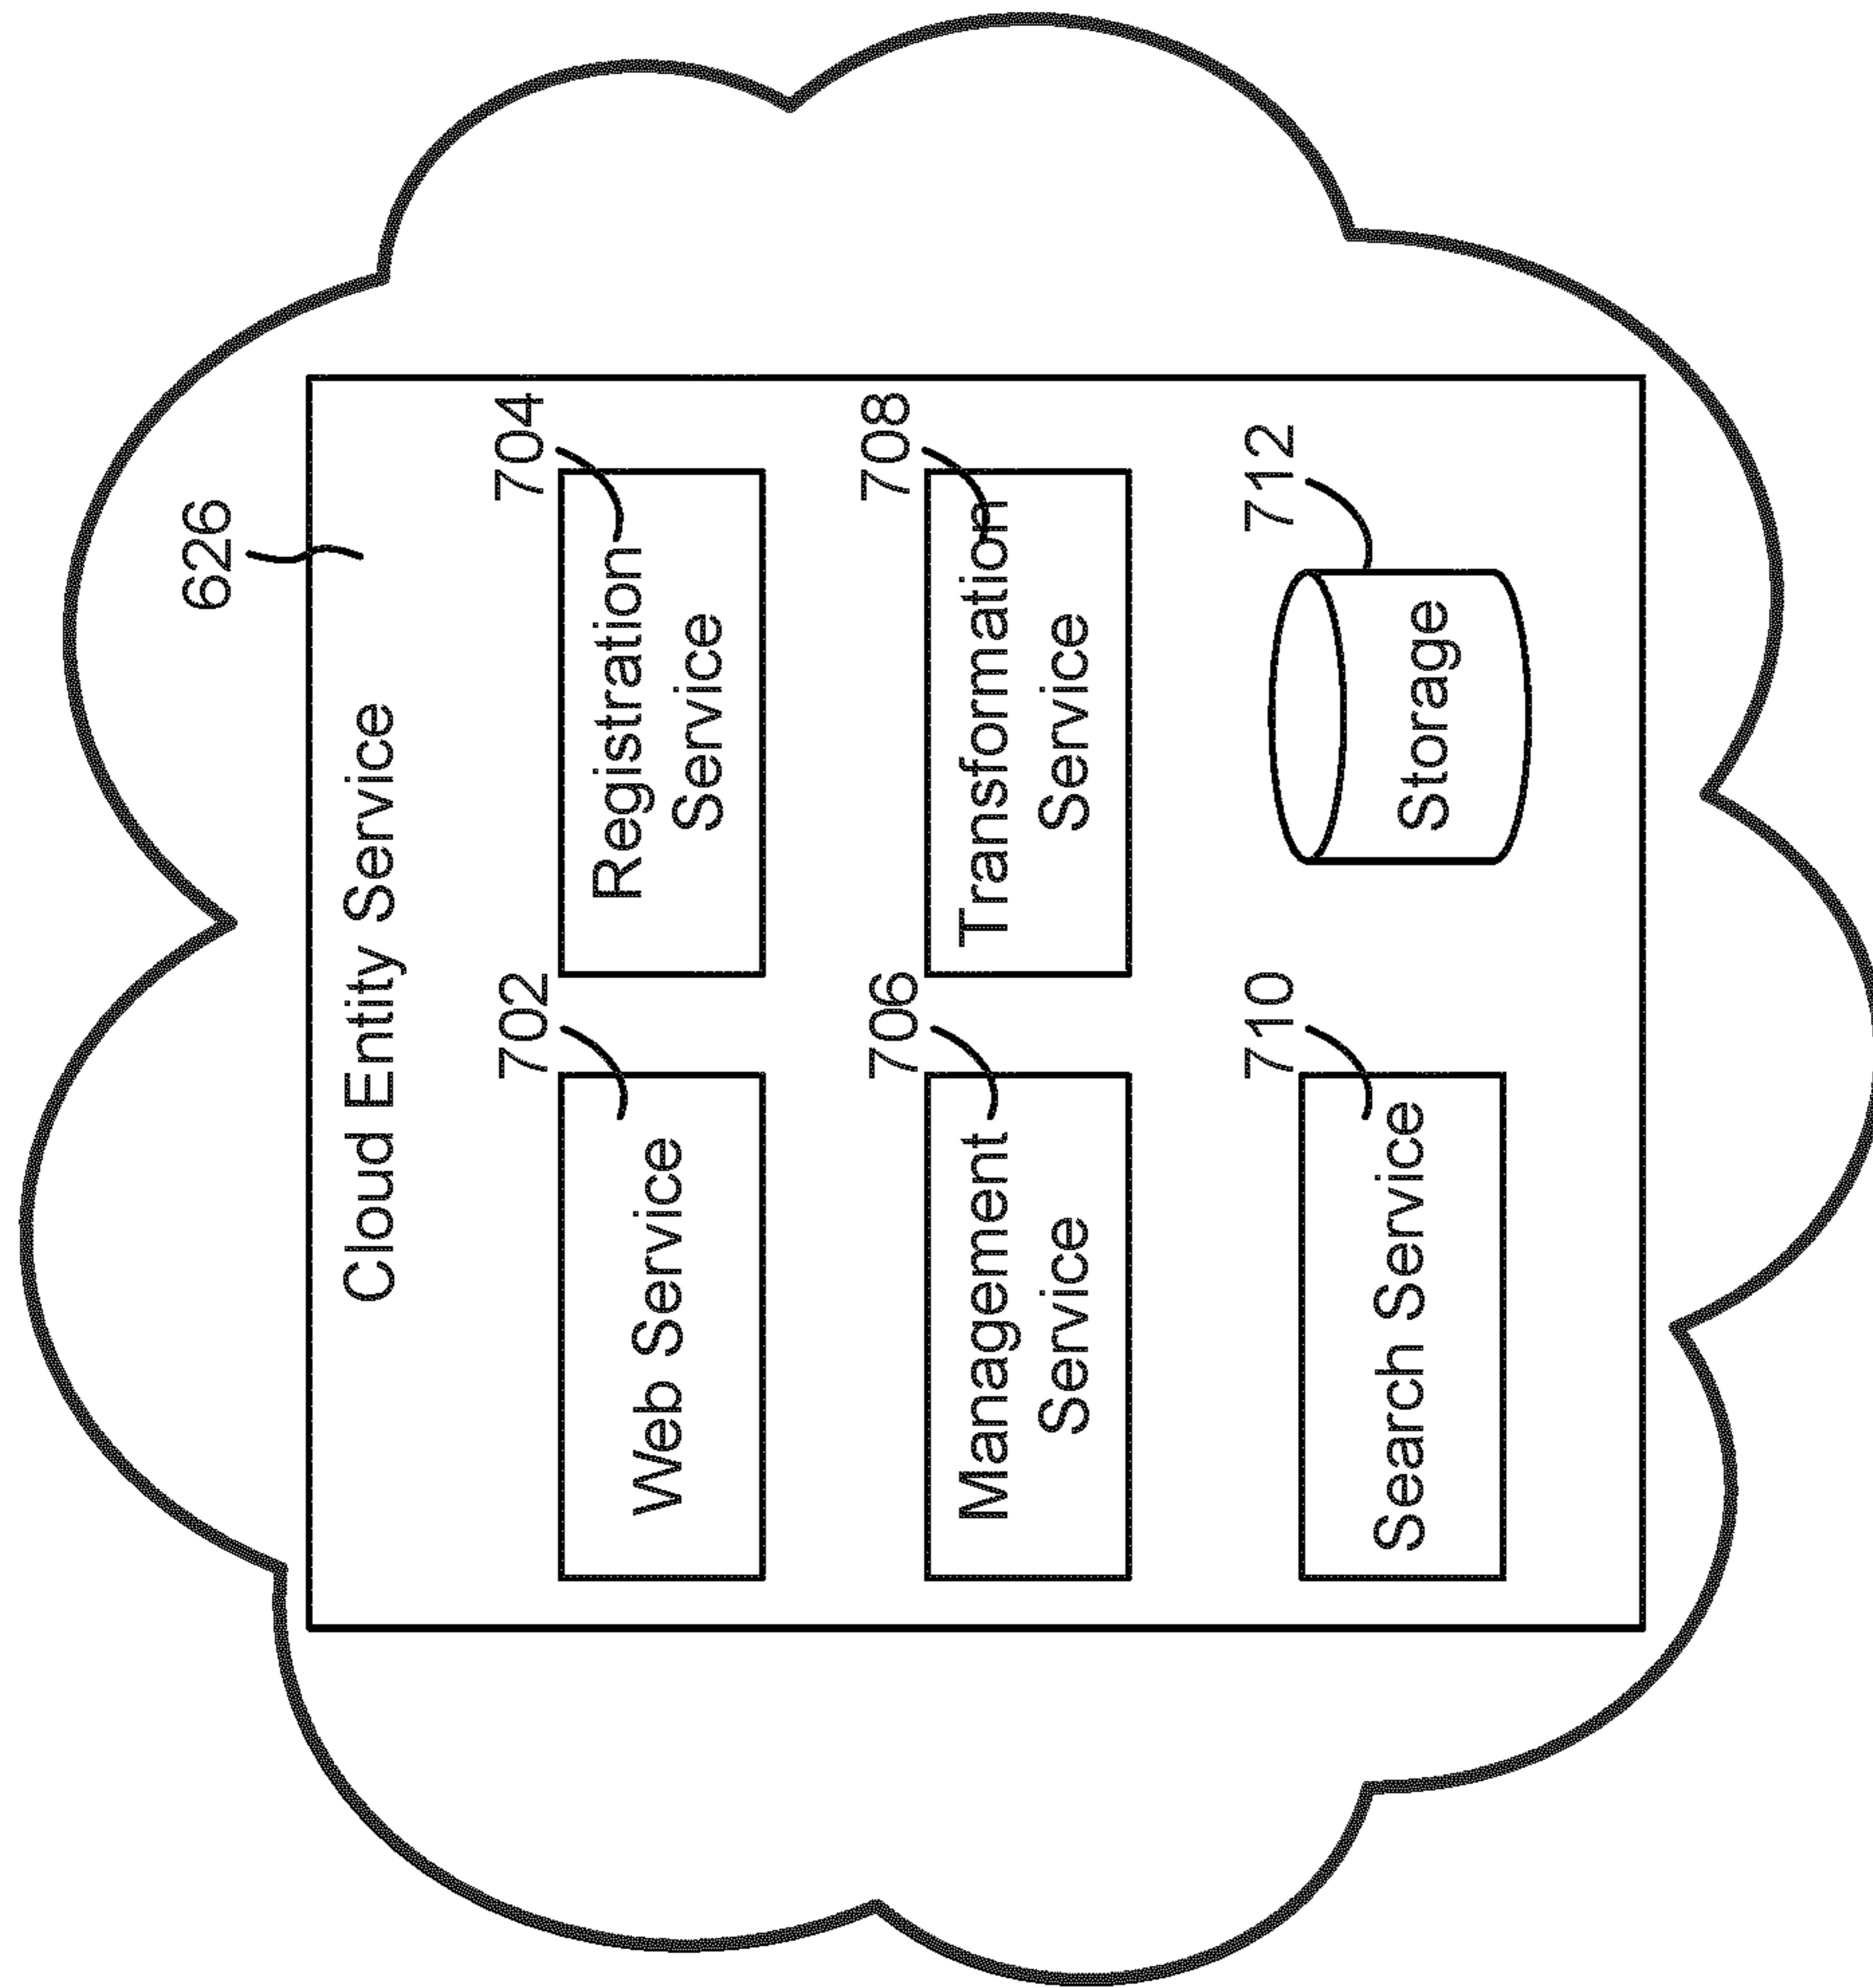 626
Cloud Entity Service
702
Web Service
704
Registration
Service
706
Management
Service
708
Transformation
Service
710
Search Service
712
Storage